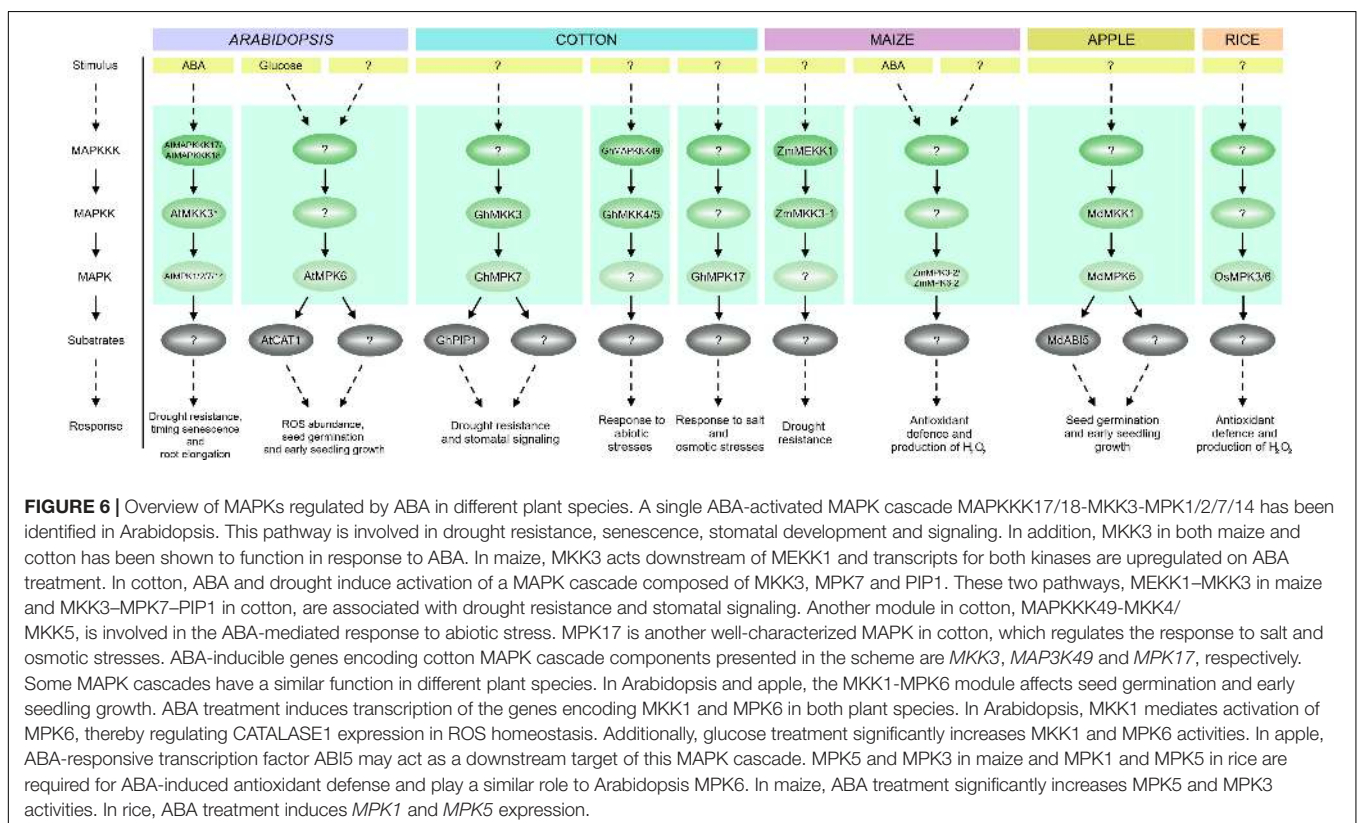 ARABIDOPSIS COTTON MAIZE APPLE RICE
Stimulus ABA Glucose ? ? ? ? ? ABA ? ? ?
MAPKKK AtMAPKKK17/ AtMAPKKK18 ? ? GhMAPKKK49 ? ZmMEKK1 ? ? ?
MAPKK AtMKK3* ? GhMKK3 GhMKK4/5 ? ZmMKK3-1 ? MdMKK1 ?
MAPK AtMPK6 GhMPK7 ? GhMPK17 ? ZmMPK3-2/ ZmMPK6-2 MdMPK6 OsMPK3/6
Substrates ? AtCAT1 ? GhPIP1 ? ? ? ? ? MdABI5 ? ?
Response
Drought resistance,
timing senescence
and
root elongation
ROS abundance,
seed germination
and early seedling growth
Drought resistance
and stomatal signaling
Response to
abiotic
stresses
Response to salt
and
osmotic stresses
Drought
resistance
Antioxidant
defence and
production of H₂O₂
Seed germination
and early seedling
growth
Antioxidant
defence and
production of H₂O₂
FIGURE 6 | Overview of MAPKs regulated by ABA in different plant species. A single ABA-activated MAPK cascade MAPKKK17/18-MKK3-MPK1/2/7/14 has been
identified in Arabidopsis. This pathway is involved in drought resistance, senescence, stomatal development and signaling. In addition, MKK3 in both maize and
cotton has been shown to function in response to ABA. In maize, MKK3 acts downstream of MEKK1 and transcripts for both kinases are upregulated on ABA
treatment. In cotton, ABA and drought induce activation of a MAPK cascade composed of MKK3, MPK7 and PIP1. These two pathways, MEKK1–MKK3 in maize
and MKK3–MPK7–PIP1 in cotton, are associated with drought resistance and stomatal signaling. Another module in cotton, MAPKKK49-MKK4/
MKK5, is involved in the ABA-mediated response to abiotic stress. MPK17 is another well-characterized MAPK in cotton, which regulates the response to salt and
osmotic stresses. ABA-inducible genes encoding cotton MAPK cascade components presented in the scheme are MKK3, MAP3K49 and MPK17, respectively.
Some MAPK cascades have a similar function in different plant species. In Arabidopsis and apple, the MKK1-MPK6 module affects seed germination and early
seedling growth. ABA treatment induces transcription of the genes encoding MKK1 and MPK6 in both plant species. In Arabidopsis, MKK1 mediates activation of
MPK6, thereby regulating CATALASE1 expression in ROS homeostasis. Additionally, glucose treatment significantly increases MKK1 and MPK6 activities. In apple,
ABA-responsive transcription factor ABI5 may act as a downstream target of this MAPK cascade. MPK5 and MPK3 in maize and MPK1 and MPK5 in rice are
required for ABA-induced antioxidant defense and play a similar role to Arabidopsis MPK6. In maize, ABA treatment significantly increases MPK5 and MPK3
activities. In rice, ABA treatment induces MPK1 and MPK5 expression.